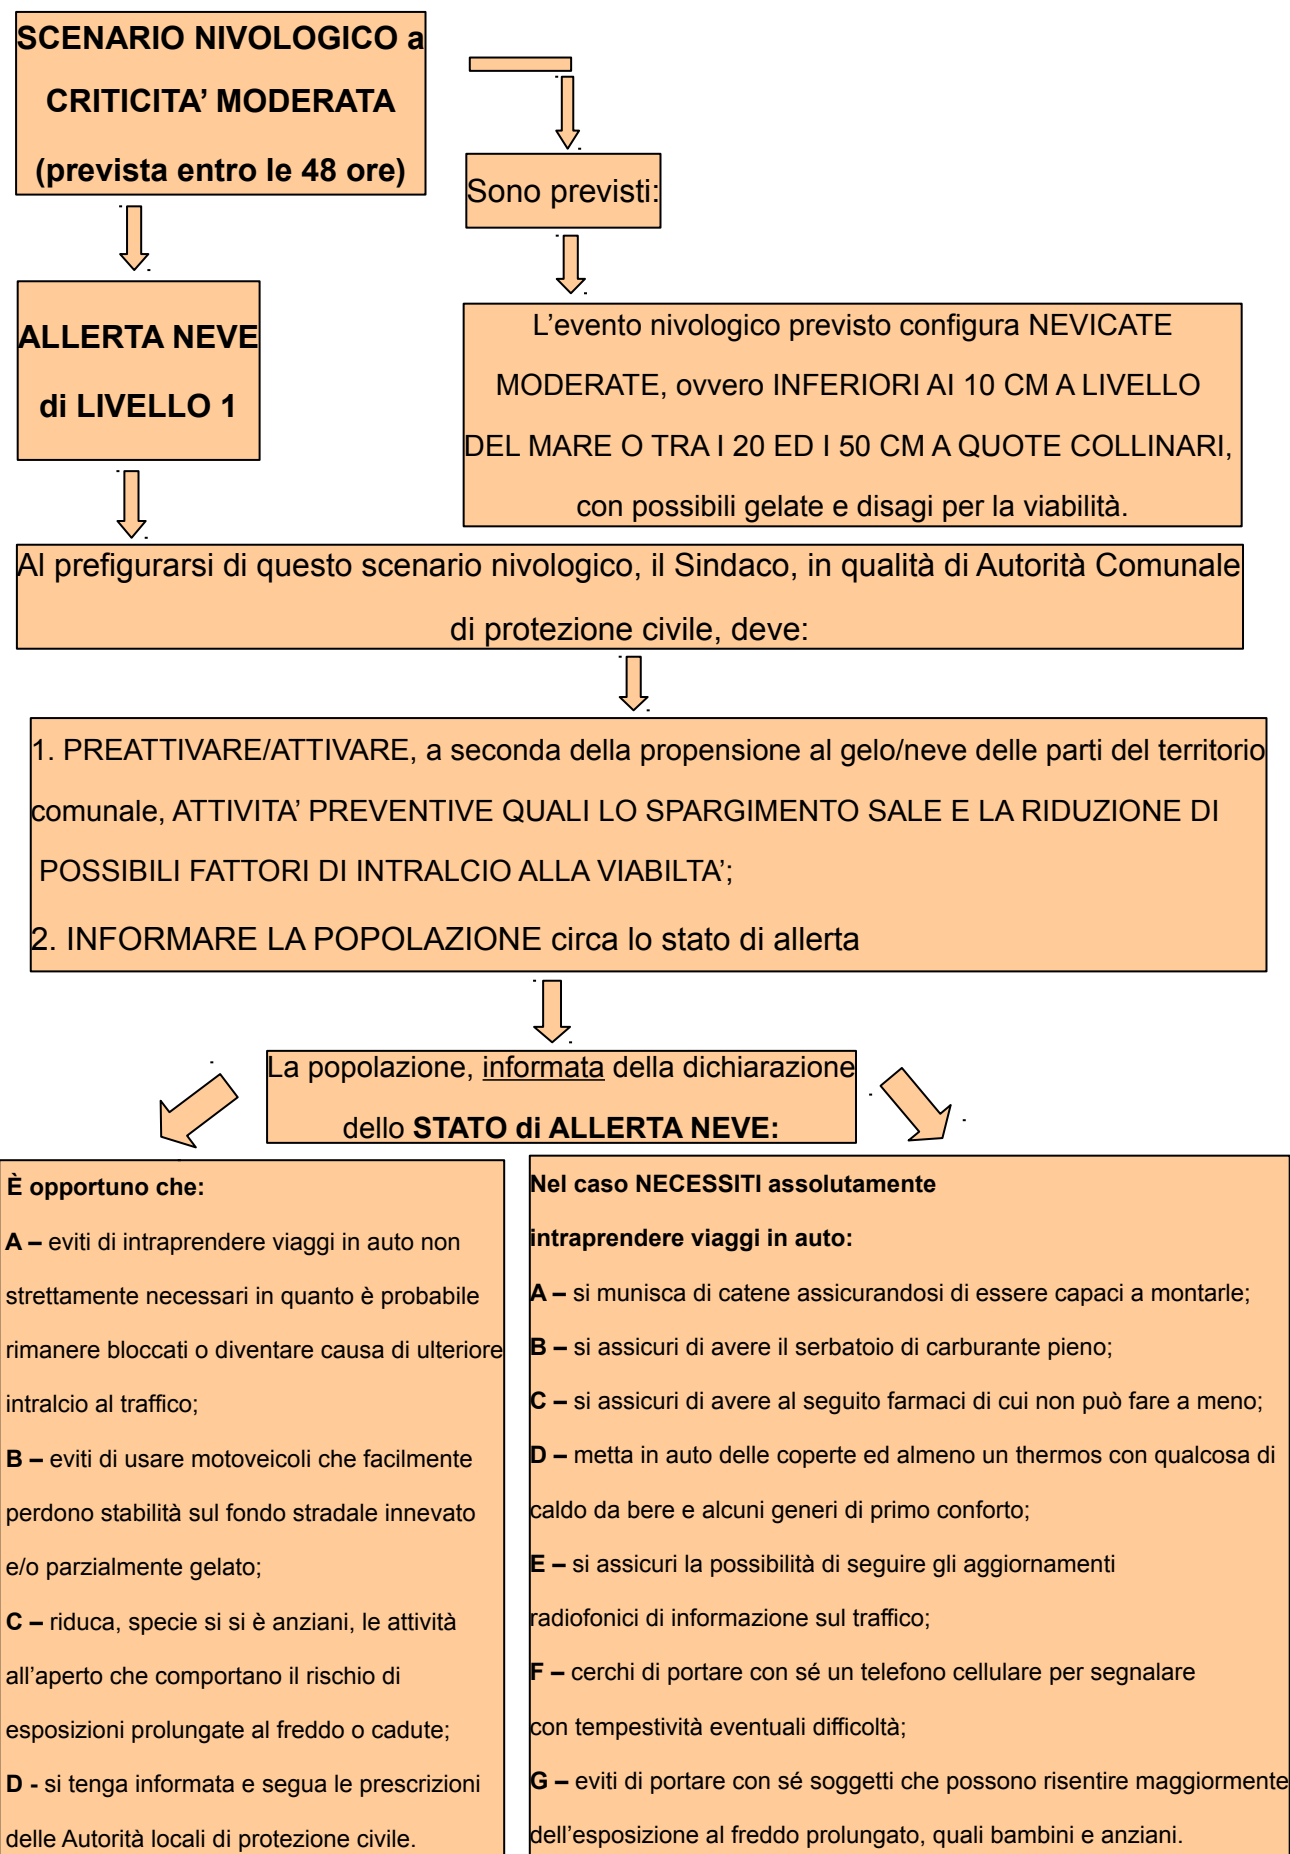 SCENARIO NIVOLOGICO a
CRITICITA’ MODERATA
(prevista entro le 48 ore)
Sono previsti:
ALLERTA NEVE
di LIVELLO 1
L’evento nivologico previsto configura NEVICATE
MODERATE, ovvero INFERIORI AI 10 CM A LIVELLO
DEL MARE O TRA I 20 ED I 50 CM A QUOTE COLLINARI,
con possibili gelate e disagi per la viabilità.
Al prefigurarsi di questo scenario nivologico, il Sindaco, in qualità di Autorità Comunale
di protezione civile, deve:
1. PREATTIVARE/ATTIVARE, a seconda della propensione al gelo/neve delle parti del territorio
comunale, ATTIVITA’ PREVENTIVE QUALI LO SPARGIMENTO SALE E LA RIDUZIONE DI
POSSIBILI FATTORI DI INTRALCIO ALLA VIABILTA’;
2. INFORMARE LA POPOLAZIONE circa lo stato di allerta
La popolazione, informata della dichiarazione
dello STATO di ALLERTA NEVE:
È opportuno che:
A – eviti di intraprendere viaggi in auto non
strettamente necessari in quanto è probabile
rimanere bloccati o diventare causa di ulteriore
intralcio al traffico;
B – eviti di usare motoveicoli che facilmente
perdono stabilità sul fondo stradale innevato
e/o parzialmente gelato;
C – riduca, specie si si è anziani, le attività
all’aperto che comportano il rischio di
esposizioni prolungate al freddo o cadute;
D - si tenga informata e segua le prescrizioni
delle Autorità locali di protezione civile.
Nel caso NECESSITI assolutamente
intraprendere viaggi in auto:
A – si munisca di catene assicurandosi di essere capaci a montarle;
B – si assicuri di avere il serbatoio di carburante pieno;
C – si assicuri di avere al seguito farmaci di cui non può fare a meno;
D – metta in auto delle coperte ed almeno un thermos con qualcosa di
caldo da bere e alcuni generi di primo conforto;
E – si assicuri la possibilità di seguire gli aggiornamenti
radiofonici di informazione sul traffico;
F – cerchi di portare con sé un telefono cellulare per segnalare
con tempestività eventuali difficoltà;
G – eviti di portare con sé soggetti che possono risentire maggiormente
dell’esposizione al freddo prolungato, quali bambini e anziani.